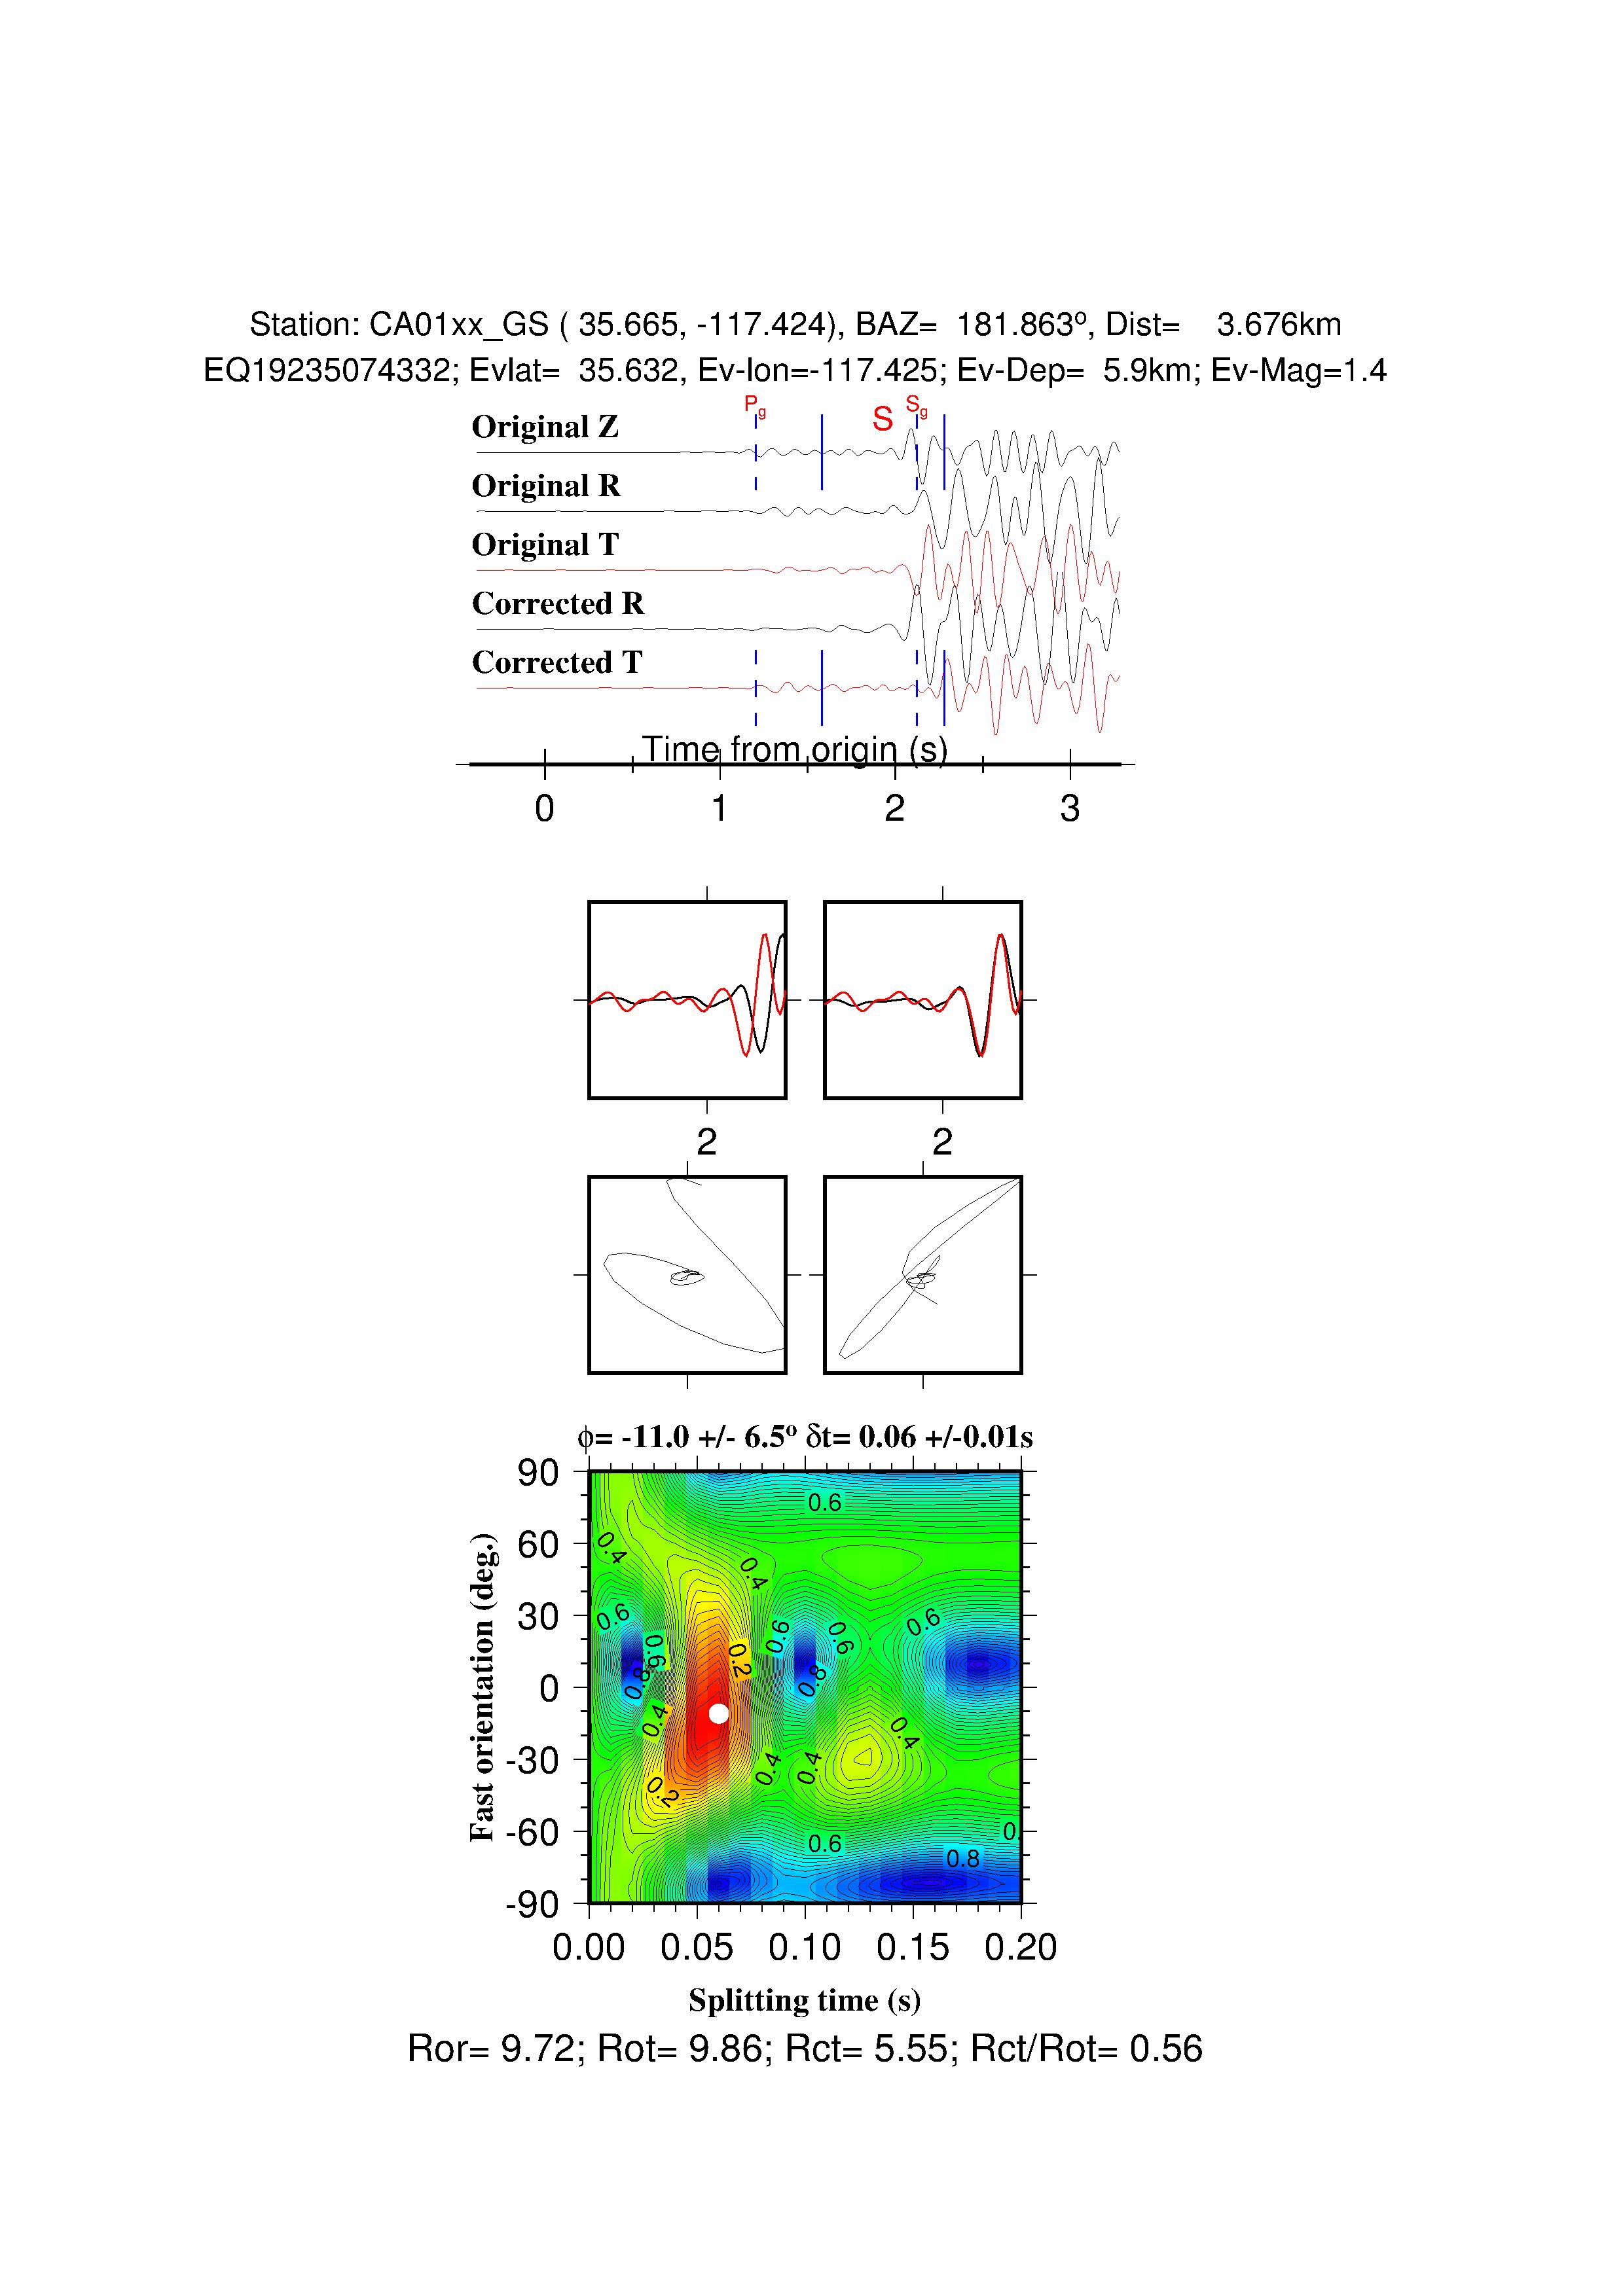 Station: CA01xx_GS ( 35.665, -117.424), BAZ=  181.863º, Dist=    3.676km
EQ19235074332; Evlat=  35.632, Ev-lon=-117.425; Ev-Dep=  5.9km; Ev-Mag=1.4
Pg S Sg
Original Z
Original R
Original T
Corrected R
Corrected T
Time from origin (s)
0 1 2 3
2 2
ϕ= -11.0 +/- 6.5º δt= 0.06 +/-0.01s
90
60
30
0
-30
-60
-90
Fast orientation (deg.)
0.6
0.4 0.4
0.6 0.6 0.6 0.6 0.6
0.2
0.8 0.8
0.4 0.4
0.4 0.4
0.2
0.6 0.
0.8
0.00 0.05 0.10 0.15 0.20
Splitting time (s)
Ror= 9.72; Rot= 9.86; Rct= 5.55; Rct/Rot= 0.56